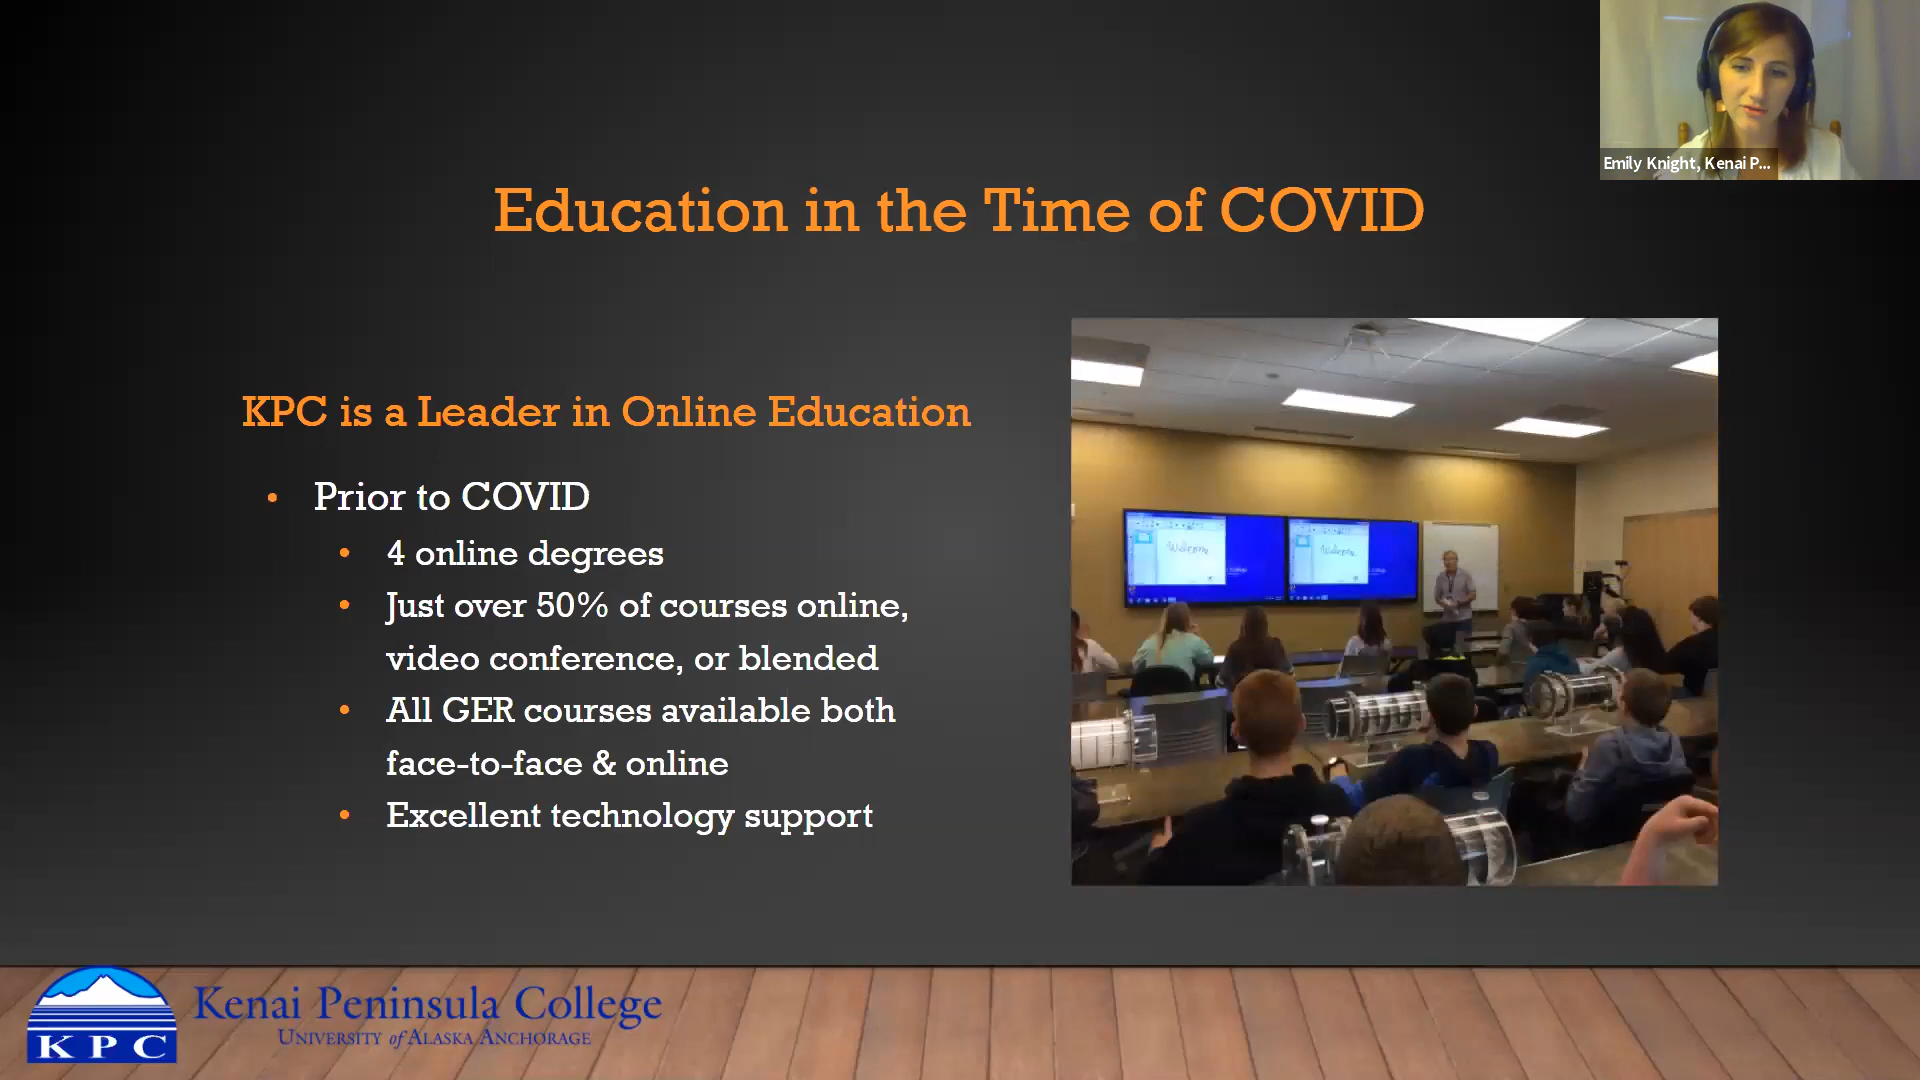 Emily Knight, Kenai P...
Education in the Time of COVID
KPC is a Leader in Online Education
• Prior to COVID
• 4 online degrees
• Just over 50% of courses online,
video conference, or blended
• All GER courses available both
face-to-face & online
• Excellent technology support
Welcome
Welcome
KPC
Kenai Peninsula College
UNIVERSITY of ALASKA ANCHORAGE